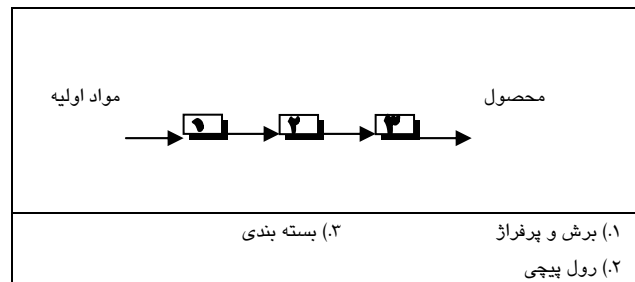 مواد اولیه
محصول
۱
۲
۳
۱.) برش و پرفراژ
۳.) بسته بندی
۲.) رول پیچی